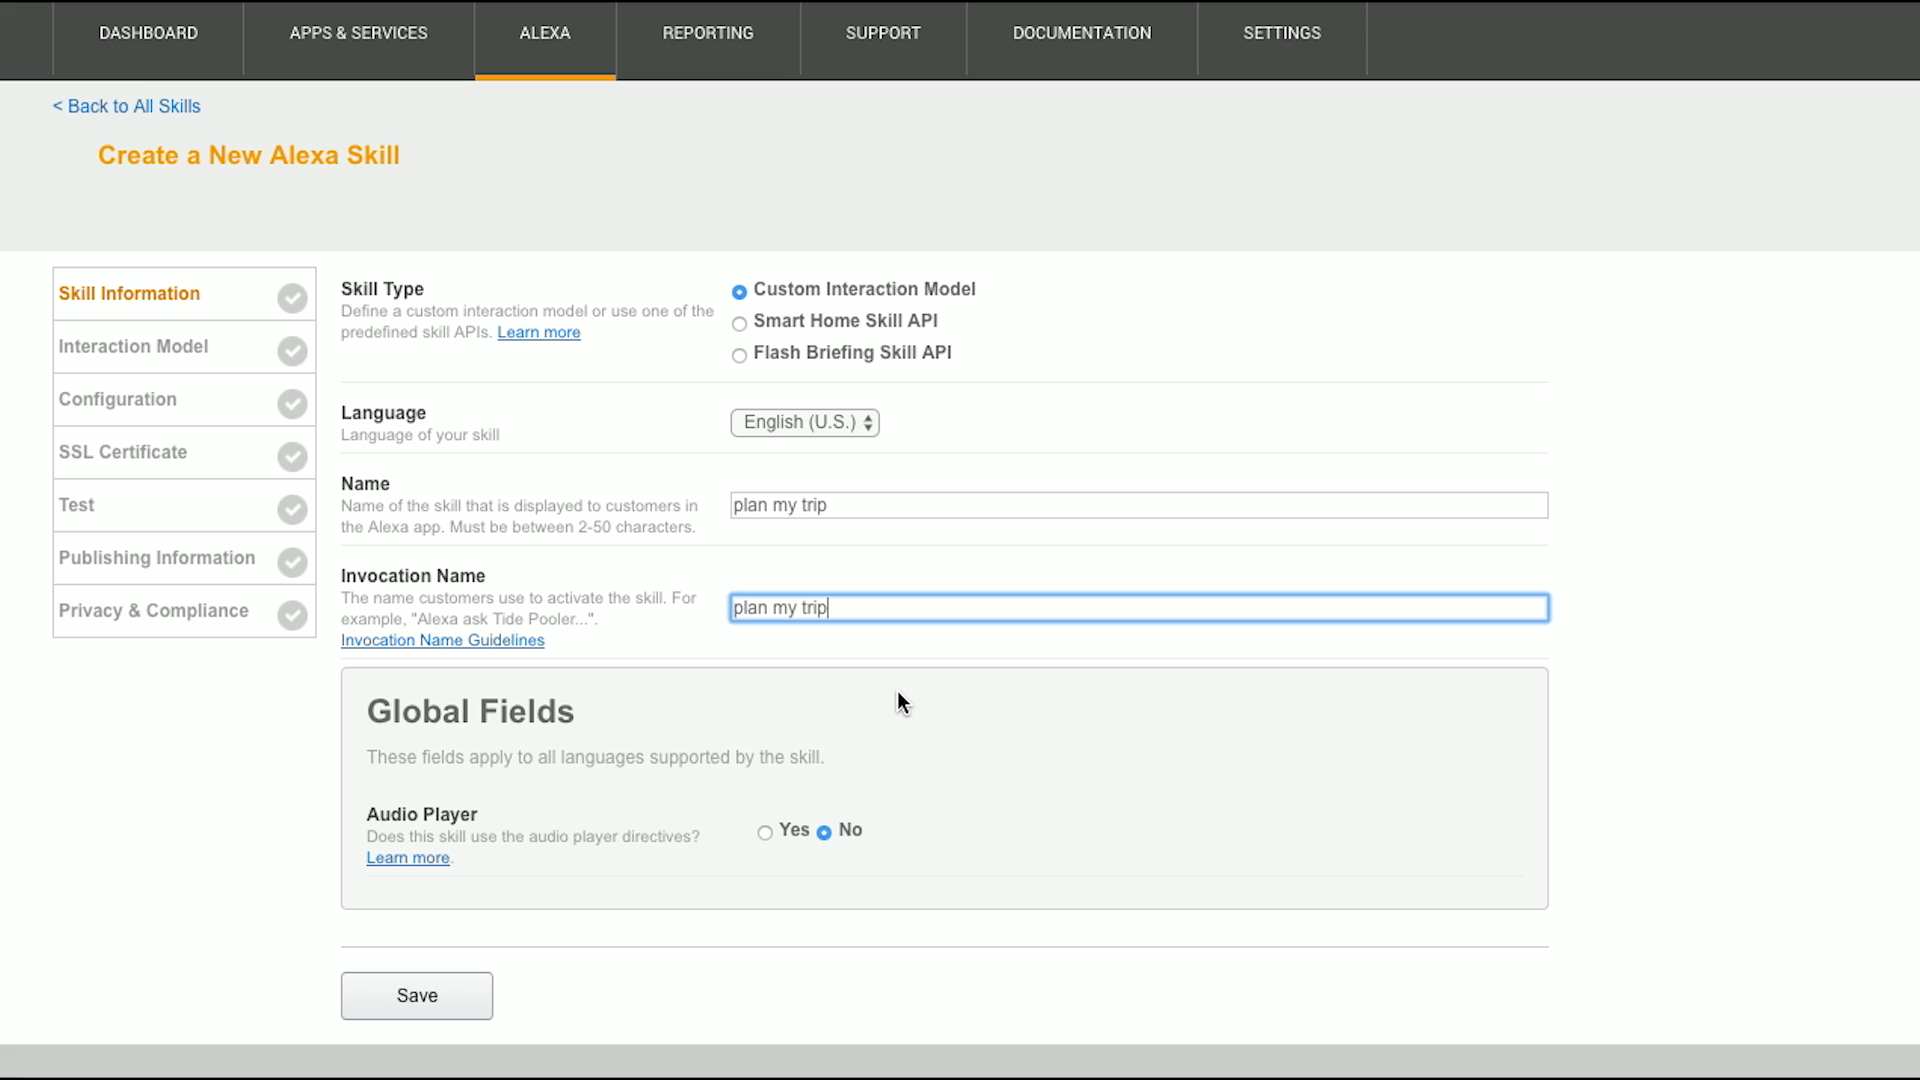 DASHBOARD
APPS & SERVICES
ALEXA
REPORTING
SUPPORT
DOCUMENTATION
SETTINGS
< Back to All Skills
Create a New Alexa Skill
Skill Information
Interaction Model
Configuration
SSL Certificate
Test
Publishing Information
Privacy & Compliance
Skill Type
Define a custom interaction model or use one of the
predefined skill APIs. Learn more
Custom Interaction Model
Smart Home Skill API
Flash Briefing Skill API
Language
Language of your skill
English (U.S.)
Name
Name of the skill that is displayed to customers in
the Alexa app. Must be between 2-50 characters.
plan my trip
Invocation Name
The name customers use to activate the skill. For
example, "Alexa ask Tide Pooler...".
Invocation Name Guidelines
plan my trip
Global Fields
These fields apply to all languages supported by the skill.
Audio Player
Does this skill use the audio player directives?
Learn more.
Yes
No
Save